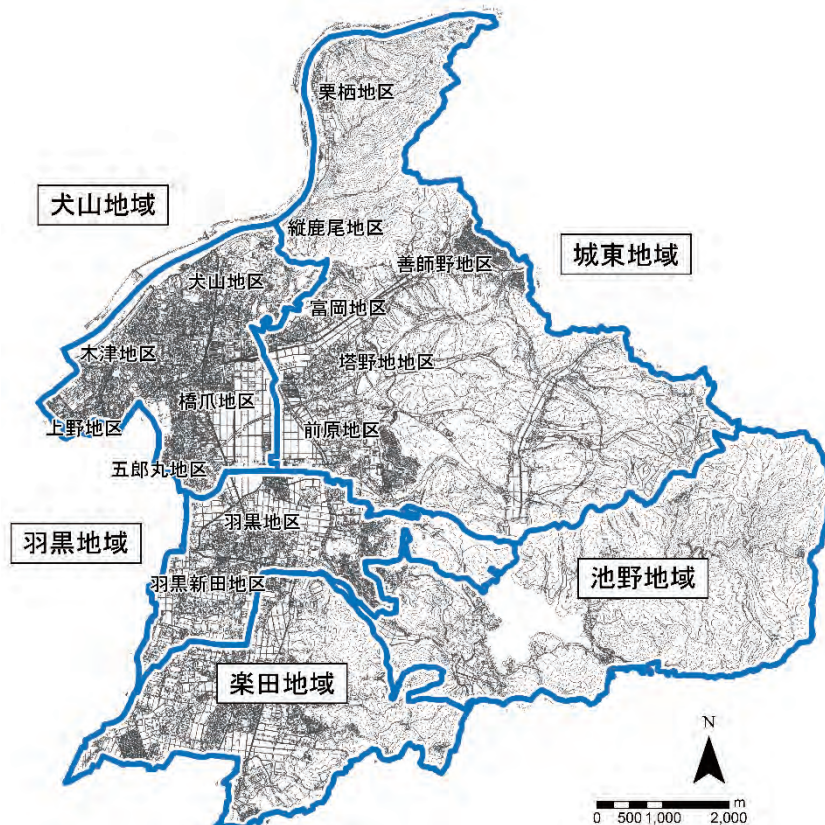 栗栖地区
犬山地域
継鹿尾地区
城東地域
善師野地区
犬山地区
富岡地区
木津地区
塔野地地区
橋爪地区
上野地区
前原地区
五郎丸地区
羽黒地区
羽黒地域
羽黒新田地区
池野地域
楽田地域
N
m
0 500 1,000 2,000